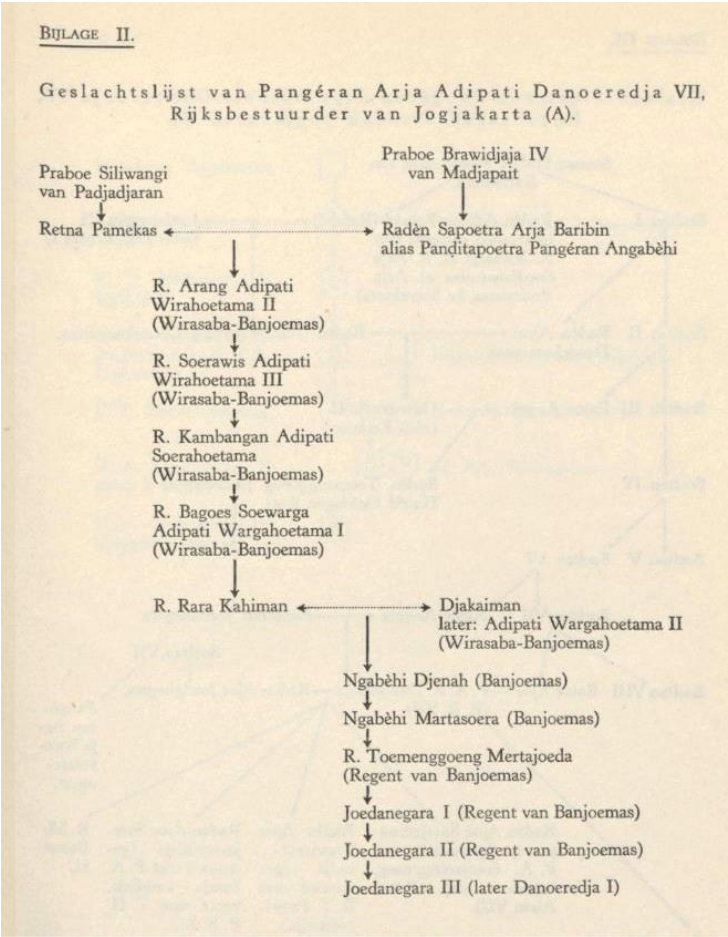 BIJLAGE II.
Geslachtslijst van Pangéran Arja Adipati Danoeredja VII,
Rijksbestuurder van Jogjakarta (A).
Praboe Siliwangi
van Padjadjaran
Praboe Brawidjaja IV
van Madjapait
Retna Pamekas
Radèn Sapoetra Arja Baribin
alias Panḍitapoetra Pangéran Angabèhi
R. Arang Adipati
Wirahoetama II
(Wirasaba-Banjoemas)
R. Soerawis Adipati
Wirahoetama III
(Wirasaba-Banjoemas)
R. Kambangan Adipati
Soerahoetama
(Wirasaba-Banjoemas)
R. Bagoes Soewarga
Adipati Wargahoetama I
(Wirasaba-Banjoemas)
R. Rara Kahiman
Djakaiman
later: Adipati Wargahoetama II
(Wirasaba-Banjoemas)
Ngabèhi Djenah (Banjoemas)
Ngabèhi Martasoera (Banjoemas)
R. Toemenggoeng Mertajoeda
(Regent van Banjoemas)
Joedanegara I (Regent van Banjoemas)
Joedanegara II (Regent van Banjoemas)
Joedanegara III (later Danoeredja I)